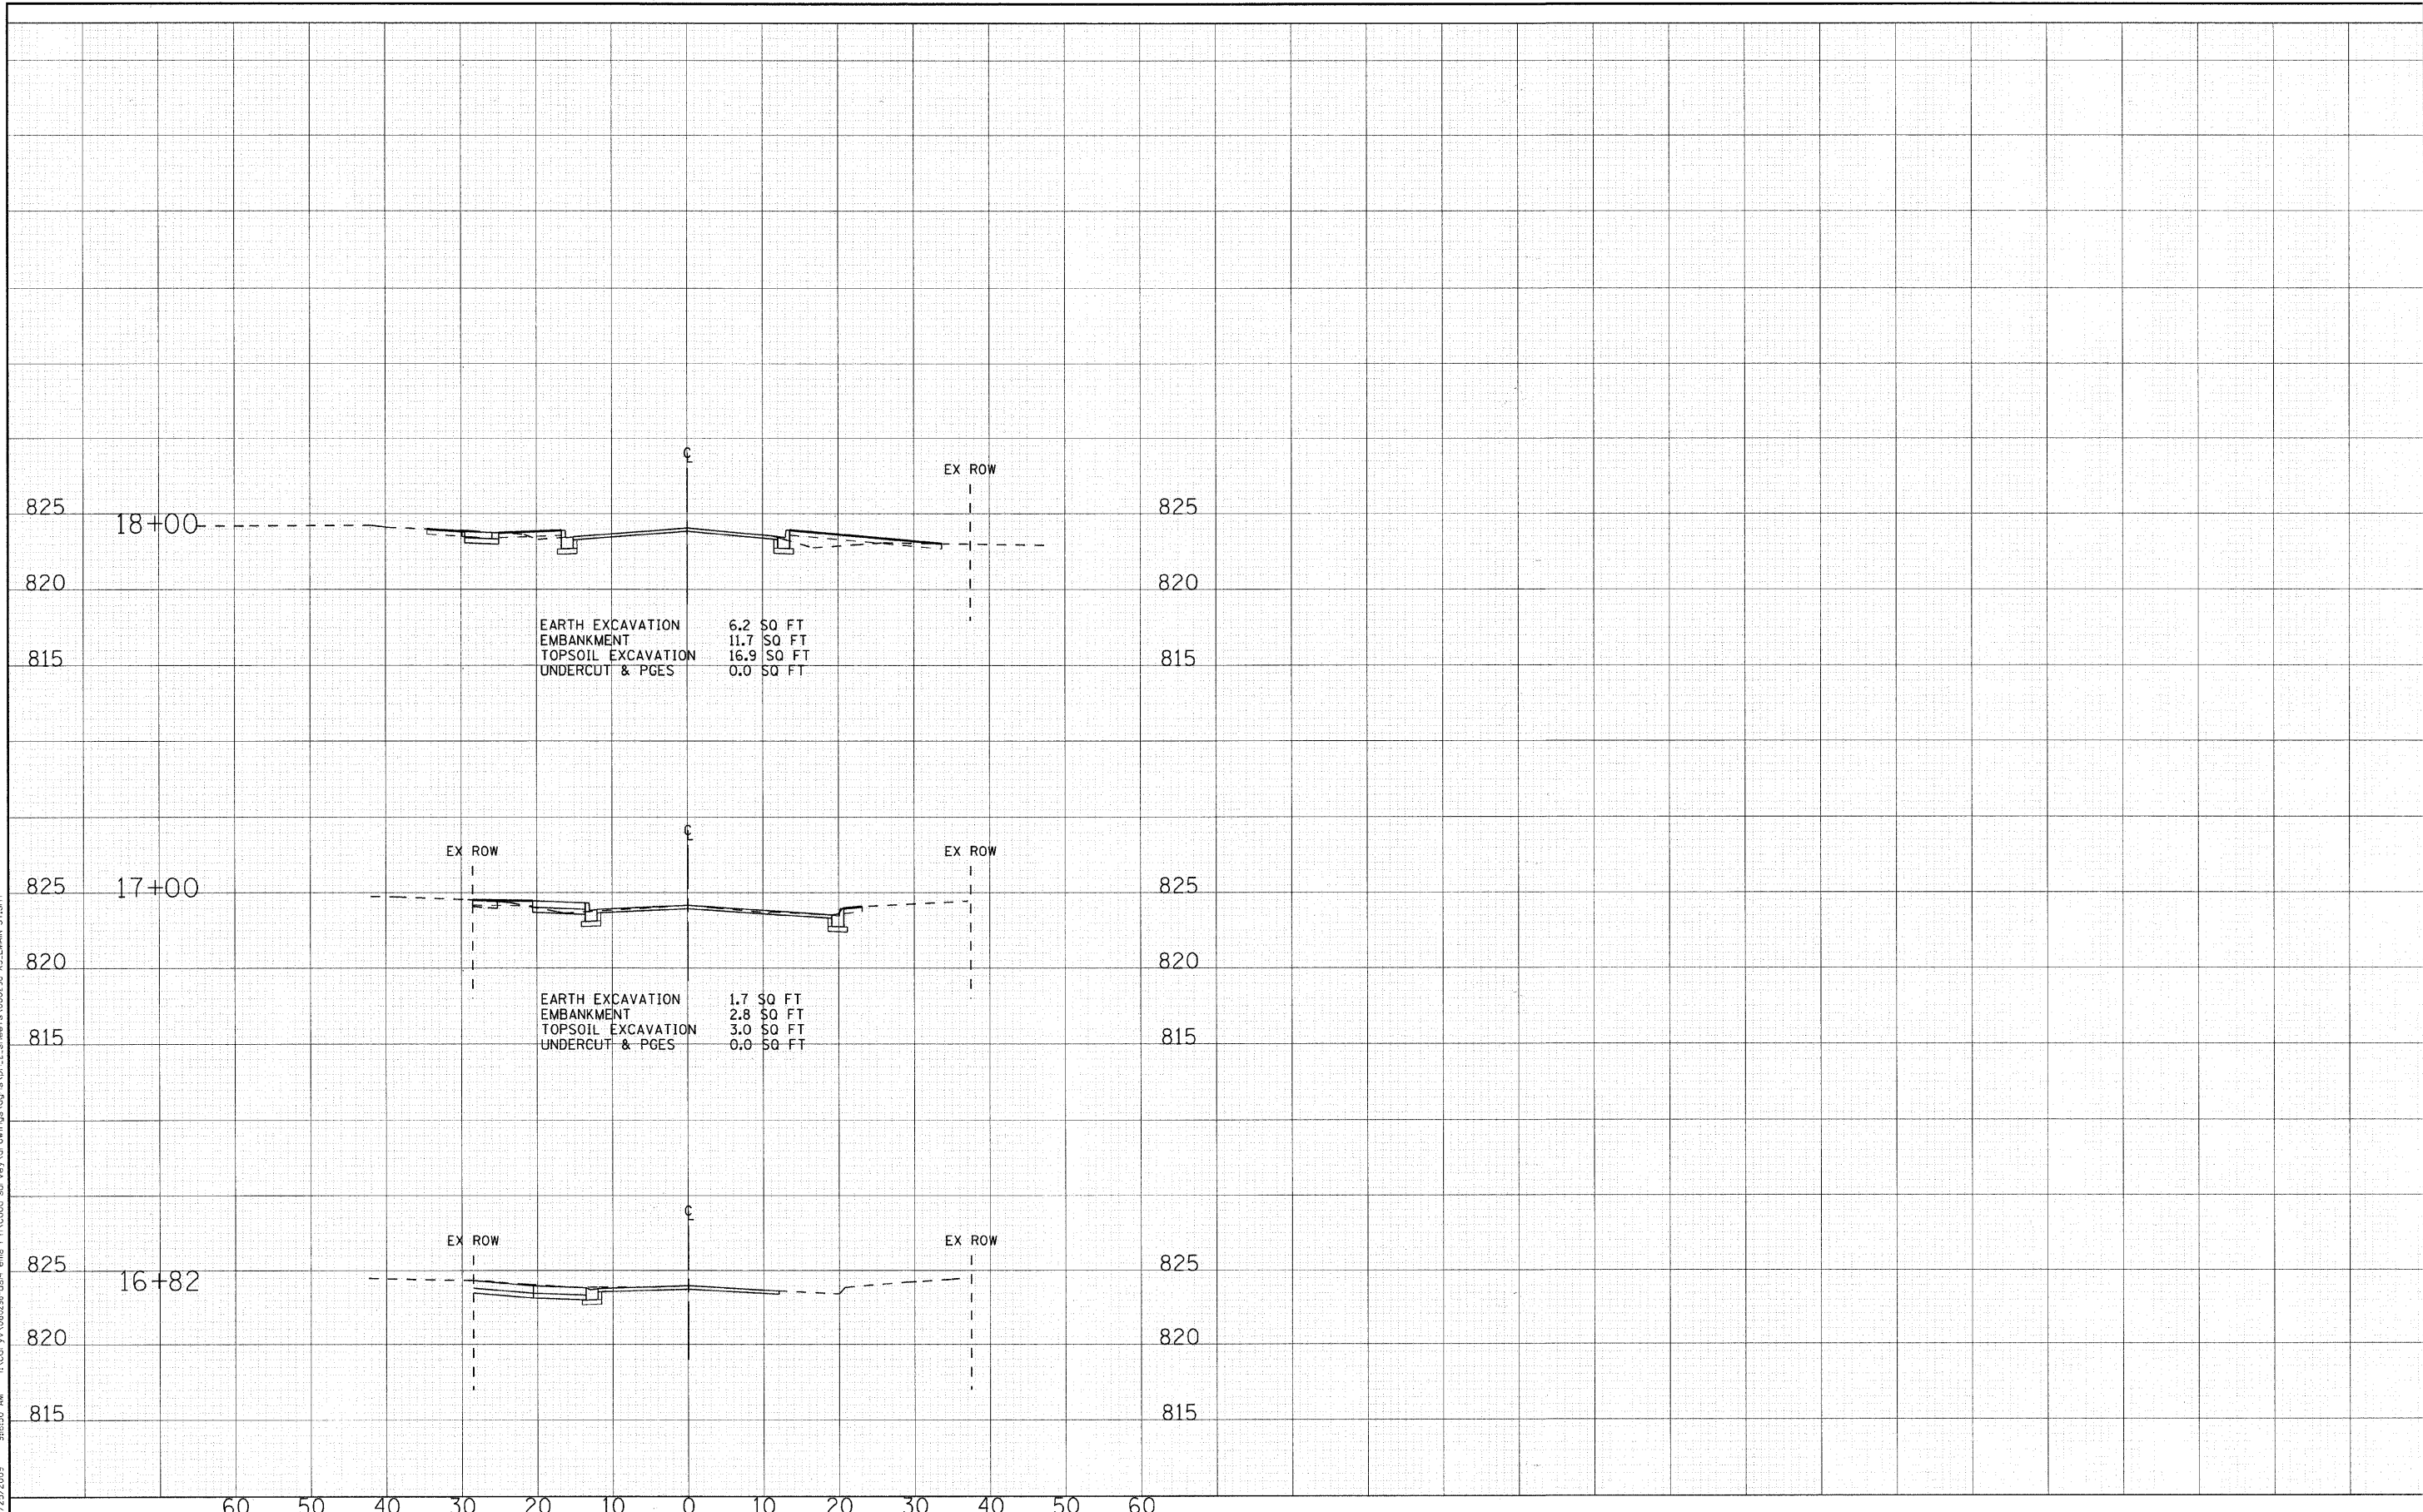 ℄
EX ROW
825 825
18+00
820 820
EARTH EXCAVATION 6.2 SQ FT
EMBANKMENT 11.7 SQ FT
TOPSOIL EXCAVATION 16.9 SQ FT
UNDERCUT & PGES 0.0 SQ FT
815 815
℄
EX ROW EX ROW
825 17+00 825
820 820
EARTH EXCAVATION 1.7 SQ FT
EMBANKMENT 2.8 SQ FT
TOPSOIL EXCAVATION 3.0 SQ FT
UNDERCUT & PGES 0.0 SQ FT
815 815
℄
EX ROW EX ROW
825 825
16+82
820 820
815 815
60 50 40 30 20 10 0 10 20 30 40 50 60